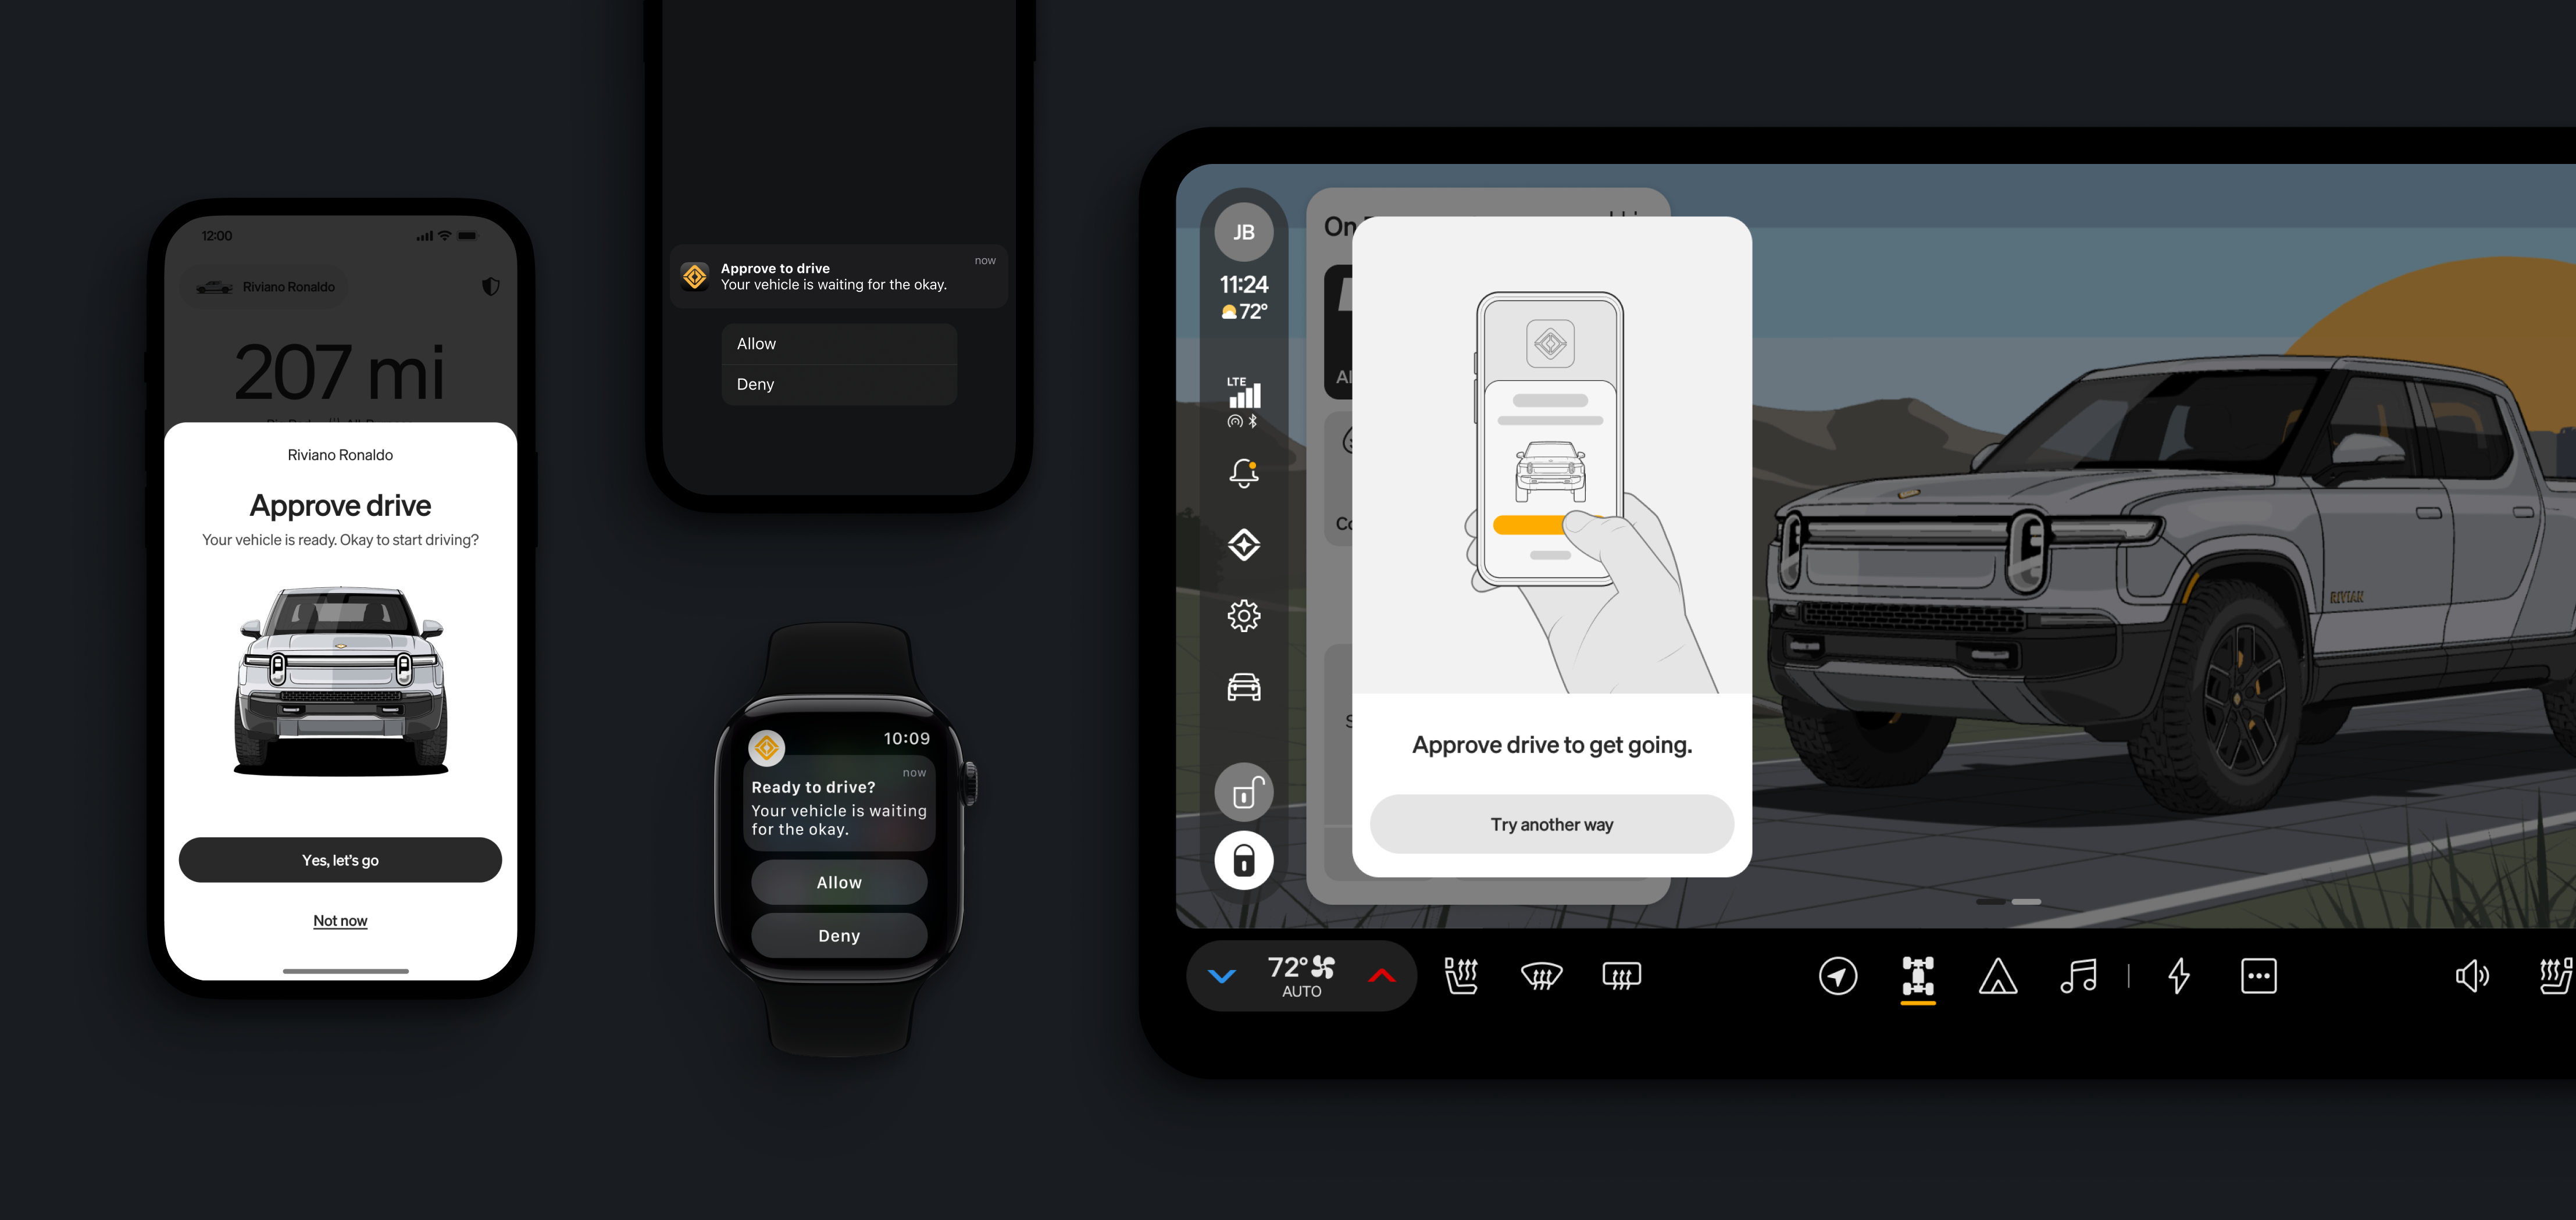 12:00
Riviano Ronaldo
207 mi
Riviano Ronaldo
Approve drive
Your vehicle is ready. Okay to start driving?
Yes, let's go
Not now
Approve to drive
now
Your vehicle is waiting for the okay.
Allow
Deny
10:09
now
Ready to drive?
Your vehicle is waiting
for the okay.
Allow
Deny
JB
11:24
72°
LTE
On
Approve drive to get going.
Try another way
RIVIAN
72°
AUTO